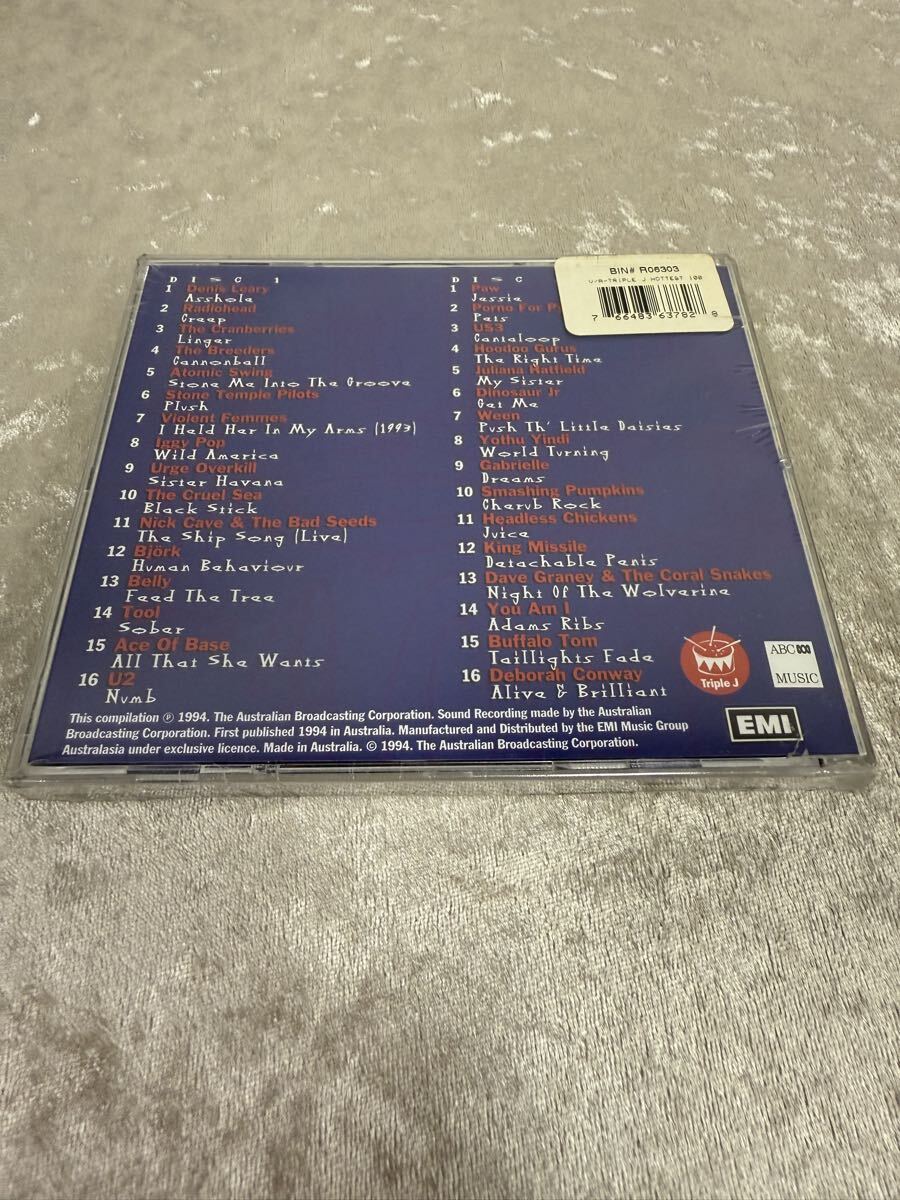 DISC 1
1 Denis Leary
Asshole
2 Radiohead
Creep
3 The Cranberries
Linger
4 The Breeders
Cannonball
5 Atomic Swing
Stone Me Into The Groove
6 Stone Temple Pilots
Plush
7 Violent Femmes
I Held Her In My Arms (1993)
8 Iggy Pop
Wild America
9 Urge Overkill
Sister Havana
10 The Cruel Sea
Black Stick
11 Nick Cave & The Bad Seeds
The Ship Song (Live)
12 Björk
Human Behaviour
13 Belly
Feed The Tree
14 Tool
Sober
15 Ace Of Base
All That She Wants
16 U2
Numb
DISC
1 Paw
Jessie
2 Porno For
Pets
3 US3
Cantaloop
4 Hoodoo Gurus
The Right Time
5 Juliana Hatfield
My Sister
6 Dinosaur Jr
Get Me
7 Ween
Push Th' Little Daisies
8 Yothu Yindi
World Turning
9 Gabrielle
Dreams
10 Smashing Pumpkins
Cherub Rock
11 Headless Chickens
Juice
12 King Missile
Detachable Penis
13 Dave Graney & The Coral Snakes
Night Of The Wolverine
14 You Am I
Adams Ribs
15 Buffalo Tom
Taillights Fade
16 Deborah Conway
Alive & Brilliant
BIN# R06303
V/A-TRIPLE J HOTTEST 100
7 66483 63782 8
Triple J
ABC
MUSIC
EMI
This compilation ℗ 1994. The Australian Broadcasting Corporation. Sound Recording made by the Australian
Broadcasting Corporation. First published 1994 in Australia. Manufactured and Distributed by the EMI Music Group
Australasia under exclusive licence. Made in Australia. © 1994. The Australian Broadcasting Corporation.